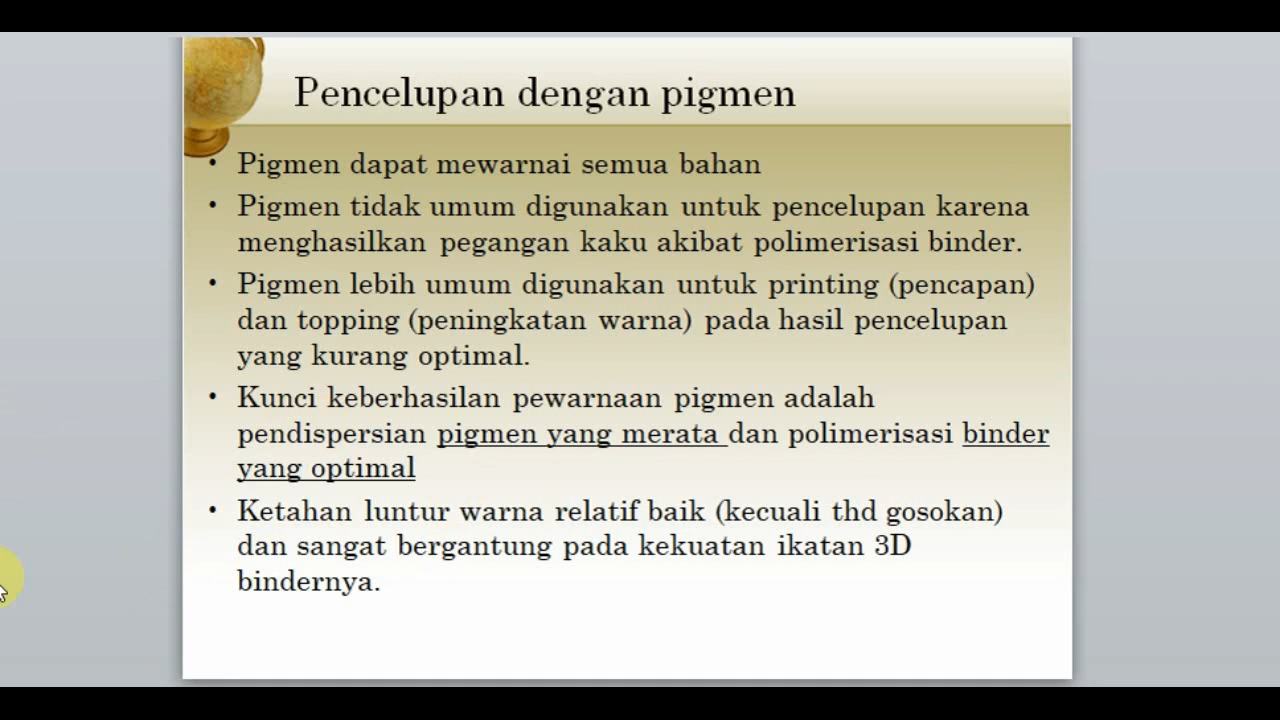 Pencelupan dengan pigmen
• Pigmen dapat mewarnai semua bahan
• Pigmen tidak umum digunakan untuk pencelupan karena
menghasilkan pegangan kaku akibat polimerisasi binder.
• Pigmen lebih umum digunakan untuk printing (pencapan)
dan topping (peningkatan warna) pada hasil pencelupan
yang kurang optimal.
• Kunci keberhasilan pewarnaan pigmen adalah
pendispersian pigmen yang merata dan polimerisasi binder
yang optimal
• Ketahan luntur warna relatif baik (kecuali thd gosokan)
dan sangat bergantung pada kekuatan ikatan 3D
bindernya.